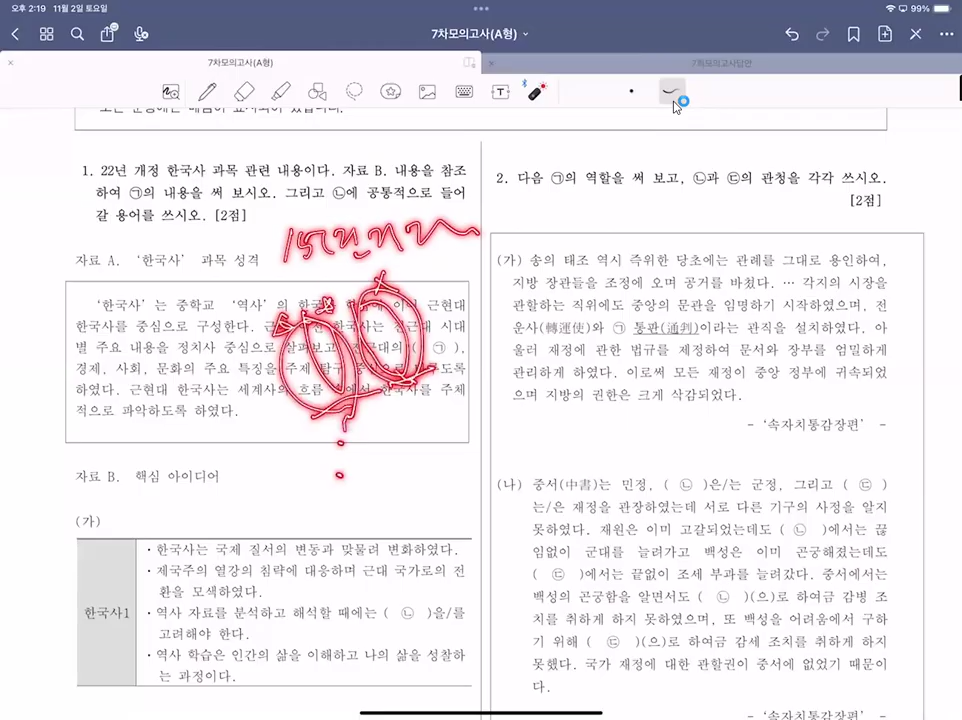 오후 2:19 11월 2일 토요일
99%
7차모의고사(A형)
7차모의고사(A형)
7회모의고사답안
1. 22년 개정 한국사 과목 관련 내용이다. 자료 B. 내용을 참조
하여 ㉠의 내용을 써 보시오. 그리고 ㉡에 공통적으로 들어
갈 용어를 쓰시오. [2점]
자료 A. ‘한국사’ 과목 성격
‘한국사’는 중학교 ‘역사’의 근현대
한국사를 중심으로 구성한다. 한국사는 전근대 시대
별 주요 내용을 정치사 중심으로 살펴보고 ( ㉠ ),
경제, 사회, 문화의 주요 특징을 주제 탐구 중심으로
하였다. 근현대 한국사는 세계사의 흐름 한국사를 주체
적으로 파악하도록 하였다.
자료 B. 핵심 아이디어
(가)
한국사1
· 한국사는 국제 질서의 변동과 맞물려 변화하였다.
· 제국주의 열강의 침략에 대응하며 근대 국가로의 전
환을 모색하였다.
· 역사 자료를 분석하고 해석할 때에는 ( ㉡ )을/를
고려해야 한다.
· 역사 학습은 인간의 삶을 이해하고 나의 삶을 성찰하
는 과정이다.
2. 다음 ㉠의 역할을 써 보고, ㉡과 ㉢의 관청을 각각 쓰시오.
[2점]
(가) 송의 태조 역시 즉위한 당초에는 관례를 그대로 용인하여,
지방 장관들을 조정에 오며 공거를 바쳤다. … 각지의 시장을
관할하는 직위에도 중앙의 문관을 임명하기 시작하였으며, 전
운사(轉運使)와 ㉠ 통판(通判)이라는 관직을 설치하였다. 아
울러 재정에 관한 법규를 제정하여 문서와 장부를 엄밀하게
관리하게 하였다. 이로써 모든 재정이 중앙 정부에 귀속되었
으며 지방의 권한은 크게 삭감되었다.
- ‘속자치통감장편’ -
(나) 중서(中書)는 민정, ( ㉡ )은/는 군정, 그리고 ( ㉢ )
는/은 재정을 관장하였는데 서로 다른 기구의 사정을 알지
못하였다. 재원은 이미 고갈되었는데도 ( ㉡ )에서는 끊
임없이 군대를 늘려가고 백성은 이미 곤궁해졌는데도
( ㉢ )에서는 끝없이 조세 부과를 늘려갔다. 중서에서는
백성의 곤궁함을 알면서도 ( ㉡ )(으)로 하여금 감병 조
치를 취하게 하지 못하였으며, 또 백성을 어려움에서 구하
기 위해 ( ㉢ )(으)로 하여금 감세 조치를 취하게 하지
못했다. 국가 재정에 대한 관할권이 중서에 없었기 때문이
다.
- ‘속자치통감장편’ -